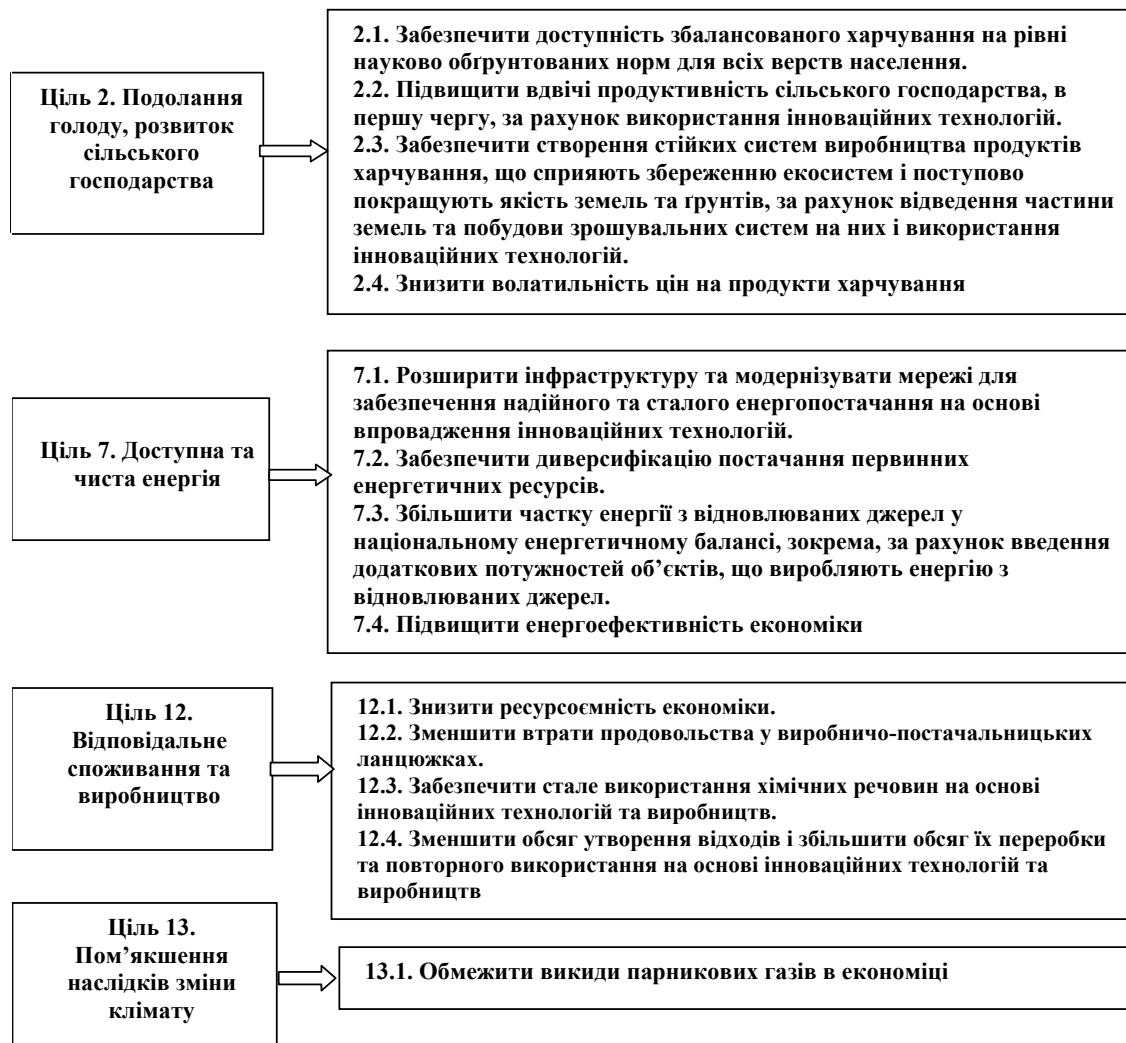 Ціль 2. Подолання
голоду, розвиток
сільського
господарства
2.1. Забезпечити доступність збалансованого харчування на рівні
науково обґрунтованих норм для всіх верств населення.
2.2. Підвищити вдвічі продуктивність сільського господарства, в
першу чергу, за рахунок використання інноваційних технологій.
2.3. Забезпечити створення стійких систем виробництва продуктів
харчування, що сприяють збереженню екосистем і поступово
покращують якість земель та ґрунтів, за рахунок відведення частини
земель та побудови зрошувальних систем на них і використання
інноваційних технологій.
2.4. Знизити волатильність цін на продукти харчування
Ціль 7. Доступна та
чиста енергія
7.1. Розширити інфраструктуру та модернізувати мережі для
забезпечення надійного та сталого енергопостачання на основі
впровадження інноваційних технологій.
7.2. Забезпечити диверсифікацію постачання первинних
енергетичних ресурсів.
7.3. Збільшити частку енергії з відновлюваних джерел у
національному енергетичному балансі, зокрема, за рахунок введення
додаткових потужностей об’єктів, що виробляють енергію з
відновлюваних джерел.
7.4. Підвищити енергоефективність економіки
Ціль 12.
Відповідальне
споживання та
виробництво
12.1. Знизити ресурсоємність економіки.
12.2. Зменшити втрати продовольства у виробничо-постачальницьких
ланцюжках.
12.3. Забезпечити стале використання хімічних речовин на основі
інноваційних технологій та виробництв.
12.4. Зменшити обсяг утворення відходів і збільшити обсяг їх переробки
та повторного використання на основі інноваційних технологій та
виробництв
Ціль 13.
Пом’якшення
наслідків зміни
клімату
13.1. Обмежити викиди парникових газів в економіці